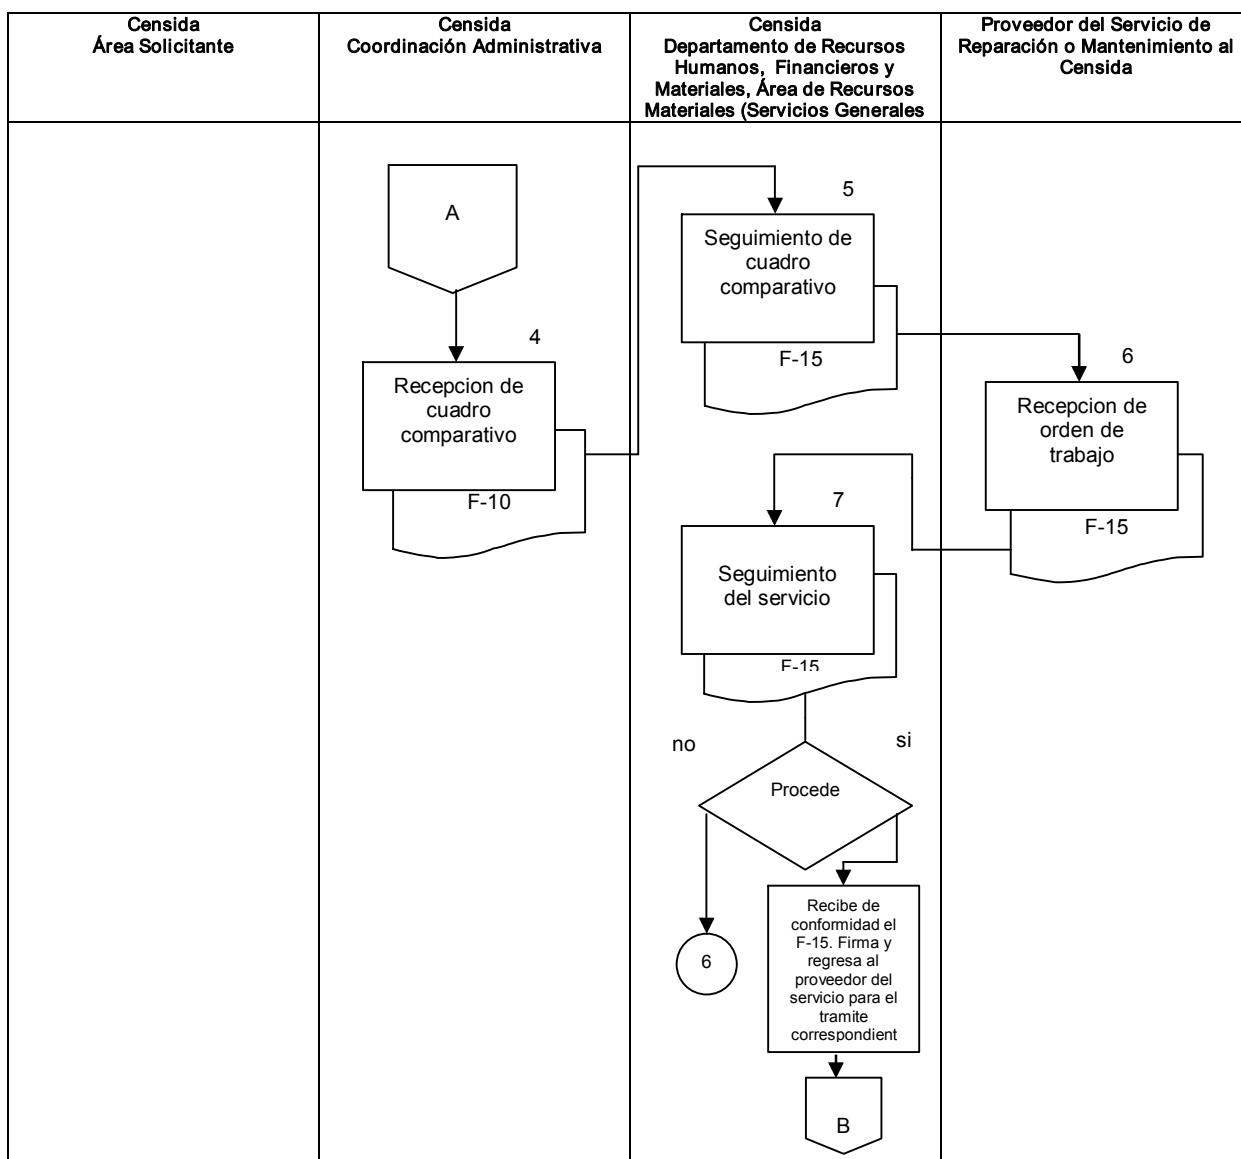 Censida
Área Solicitante
Censida
Coordinación Administrativa
Censida
Departamento de Recursos
Humanos, Financieros y
Materiales, Área de Recursos
Materiales (Servicios Generales
Proveedor del Servicio de
Reparación o Mantenimiento al
Censida
A
4
Recepcion de
cuadro
comparativo
F-10
5
Seguimiento de
cuadro
comparativo
F-15
6
Recepcion de
orden de
trabajo
F-15
7
Seguimiento
del servicio
F-15
no
si
Procede
6
Recibe de
conformidad el
F-15. Firma y
regresa al
proveedor del
servicio para el
tramite
correspondient
B